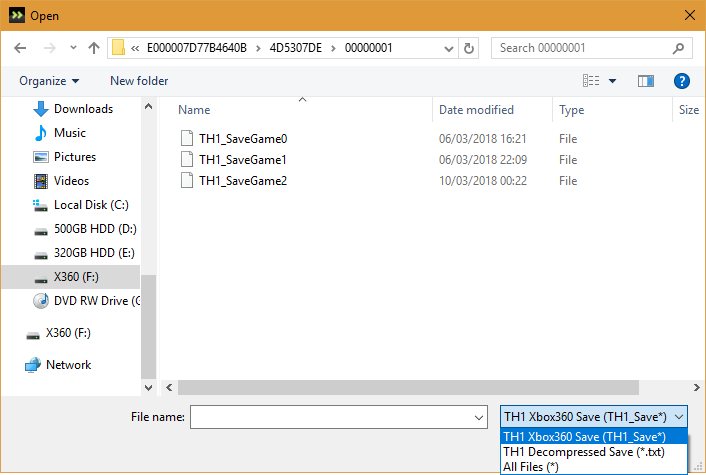 Open
« E000007D77B4640B > 4D5307DE > 00000001
Search 00000001
Organize
New folder
Downloads
Music
Pictures
Videos
Local Disk (C:)
500GB HDD (D:)
320GB HDD (E:)
X360 (F:)
DVD RW Drive (
X360 (F:)
Network
Name Date modified Type Size
TH1_SaveGame0 06/03/2018 16:21 File
TH1_SaveGame1 06/03/2018 22:09 File
TH1_SaveGame2 10/03/2018 00:22 File
File name:
TH1 Xbox360 Save (TH1_Save*)
TH1 Xbox360 Save (TH1_Save*)
TH1 Decompressed Save (*.txt)
All Files (*)